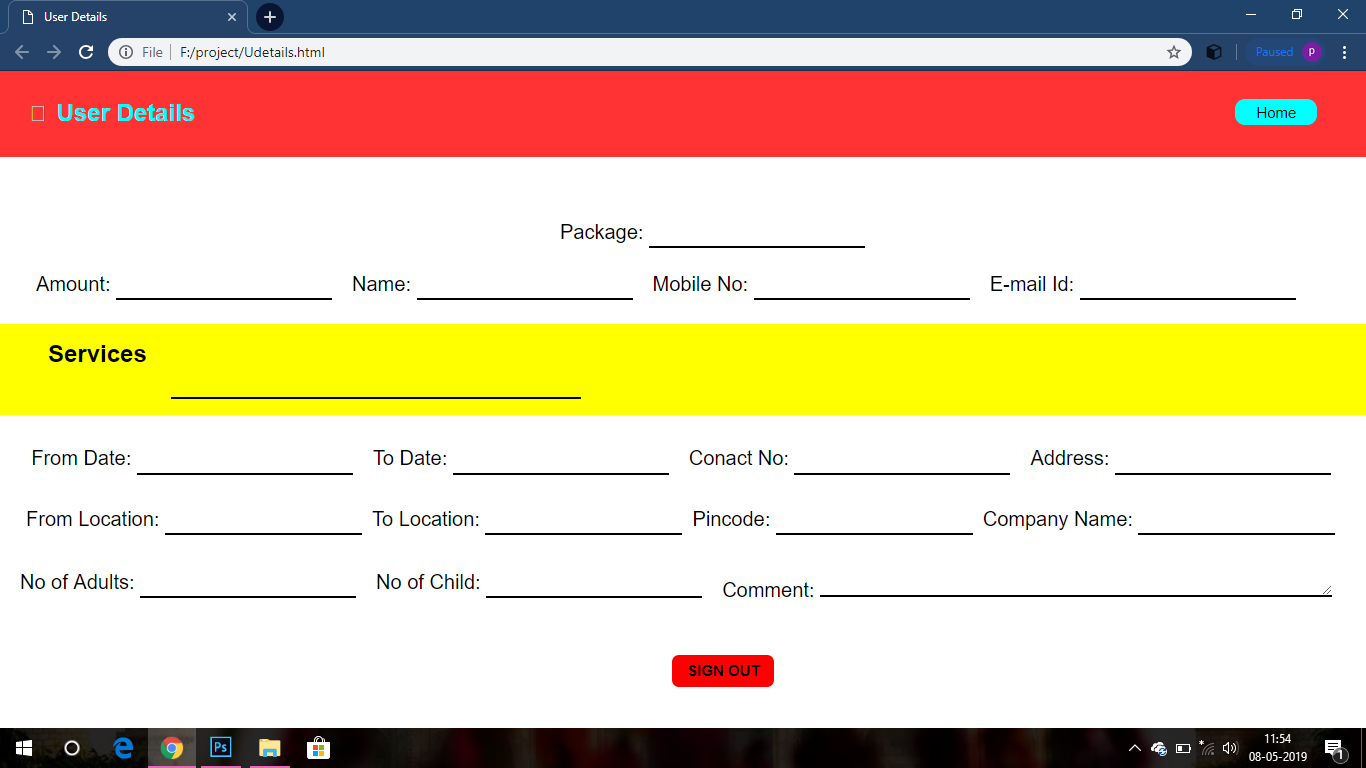 User Details
File F:/project/Udetails.html Paused p
User Details Home
Package:
Amount: Name: Mobile No: E-mail Id:
Services
From Date: To Date: Conact No: Address:
From Location: To Location: Pincode: Company Name:
No of Adults: No of Child: Comment:
SIGN OUT
Ps
11:54
08-05-2019
1